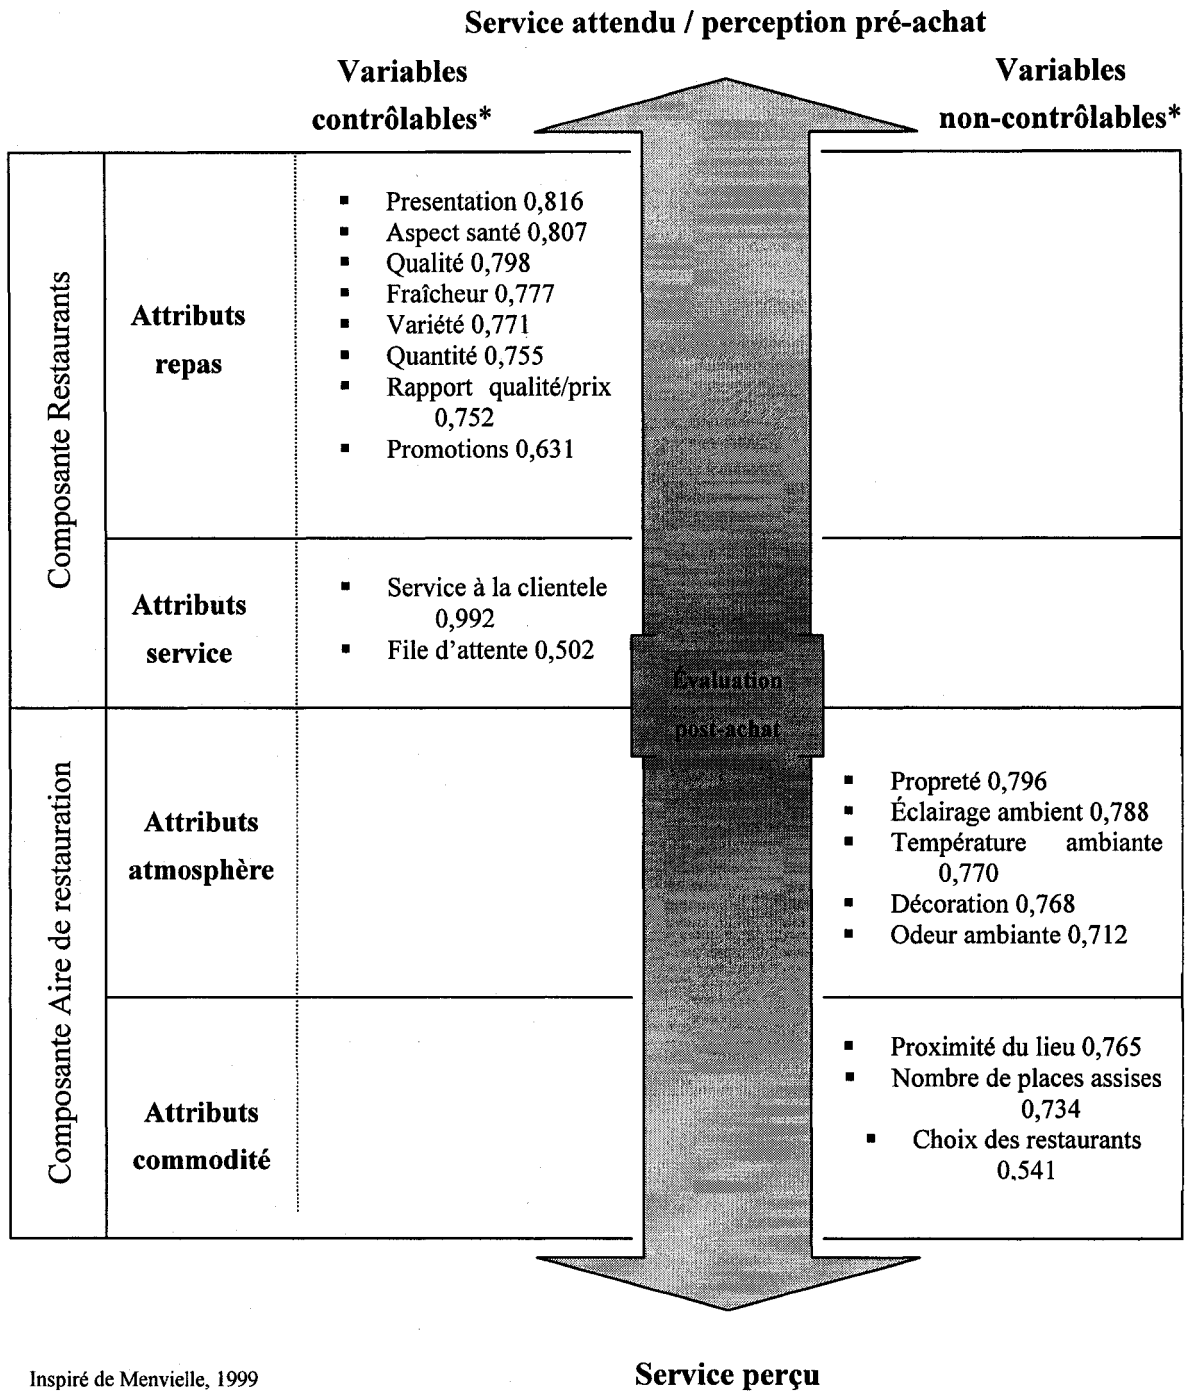 Service attendu / perception pré-achat
Variables
contrôlables*
Variables
non-contrôlables*
Composante Restaurants
Attributs
repas
▪ Presentation 0,816
▪ Aspect santé 0,807
▪ Qualité 0,798
▪ Fraîcheur 0,777
▪ Variété 0,771
▪ Quantité 0,755
▪ Rapport qualité/prix
0,752
▪ Promotions 0,631
Attributs
service
▪ Service à la clientele
0,992
▪ File d'attente 0,502
Évaluation
post-achat
Composante Aire de restauration
Attributs
atmosphère
▪ Propreté 0,796
▪ Éclairage ambient 0,788
▪ Température ambiante
0,770
▪ Décoration 0,768
▪ Odeur ambiante 0,712
Attributs
commodité
▪ Proximité du lieu 0,765
▪ Nombre de places assises
0,734
▪ Choix des restaurants
0,541
Inspiré de Menvielle, 1999
Service perçu